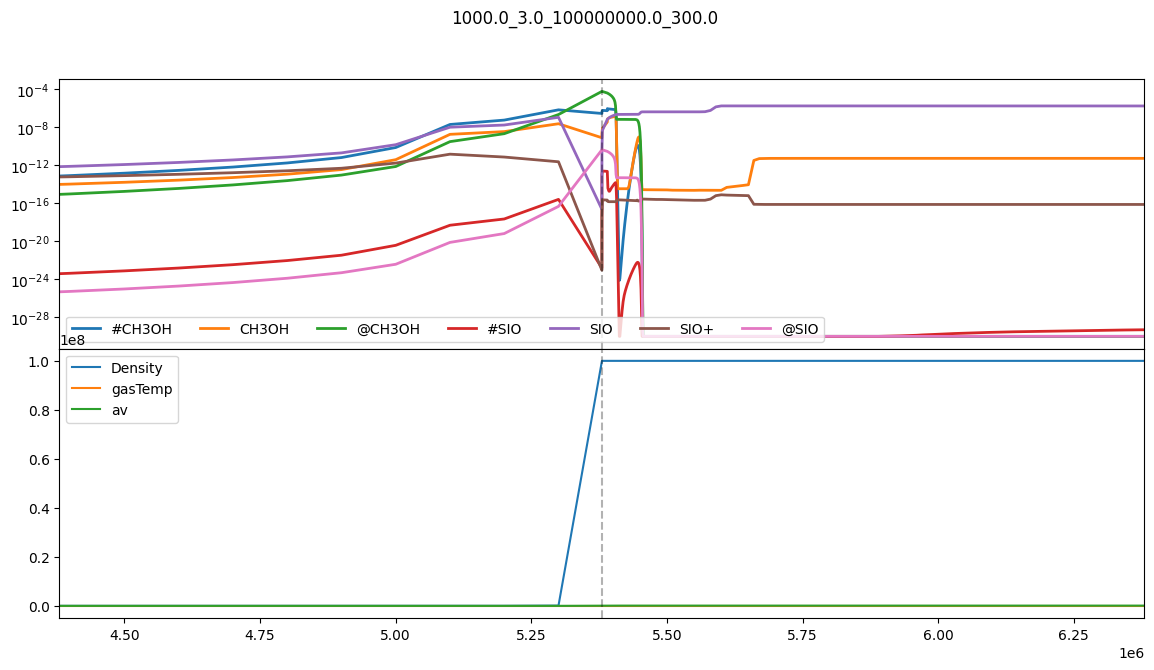 1000.0_3.0_100000000.0_300.0
10⁻⁴
10⁻⁸
10⁻¹²
10⁻¹⁶
10⁻²⁰
10⁻²⁴
10⁻²⁸
#CH3OH CH3OH @CH3OH #SIO SIO SIO+ @SIO
1e8
1.0
0.8
0.6
0.4
0.2
0.0
Density
gasTemp
av
4.50 4.75 5.00 5.25 5.50 5.75 6.00 6.25
1e6